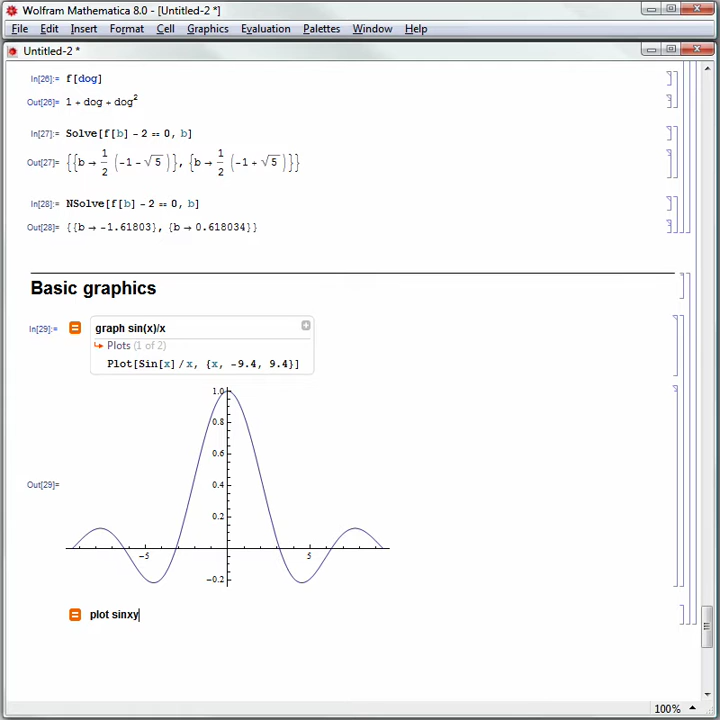 Wolfram Mathematica 8.0 - [Untitled-2 *]
File Edit Insert Format Cell Graphics Evaluation Palettes Window Help
Untitled-2 *
In[26]:= f[dog]
Out[26]= 1 + dog + dog²
In[27]:= Solve[f[b] - 2 == 0, b]
Out[27]= {{b → 1/2 (-1 - √5)}, {b → 1/2 (-1 + √5)}}
In[28]:= NSolve[f[b] - 2 == 0, b]
Out[28]= {{b → -1.61803}, {b → 0.618034}}
Basic graphics
In[29]:= graph sin(x)/x
Plots (1 of 2)
Plot[Sin[x] / x, {x, -9.4, 9.4}]
1.0
0.8
0.6
Out[29]= 0.4
0.2
-5 5
-0.2
plot sinxy
100%